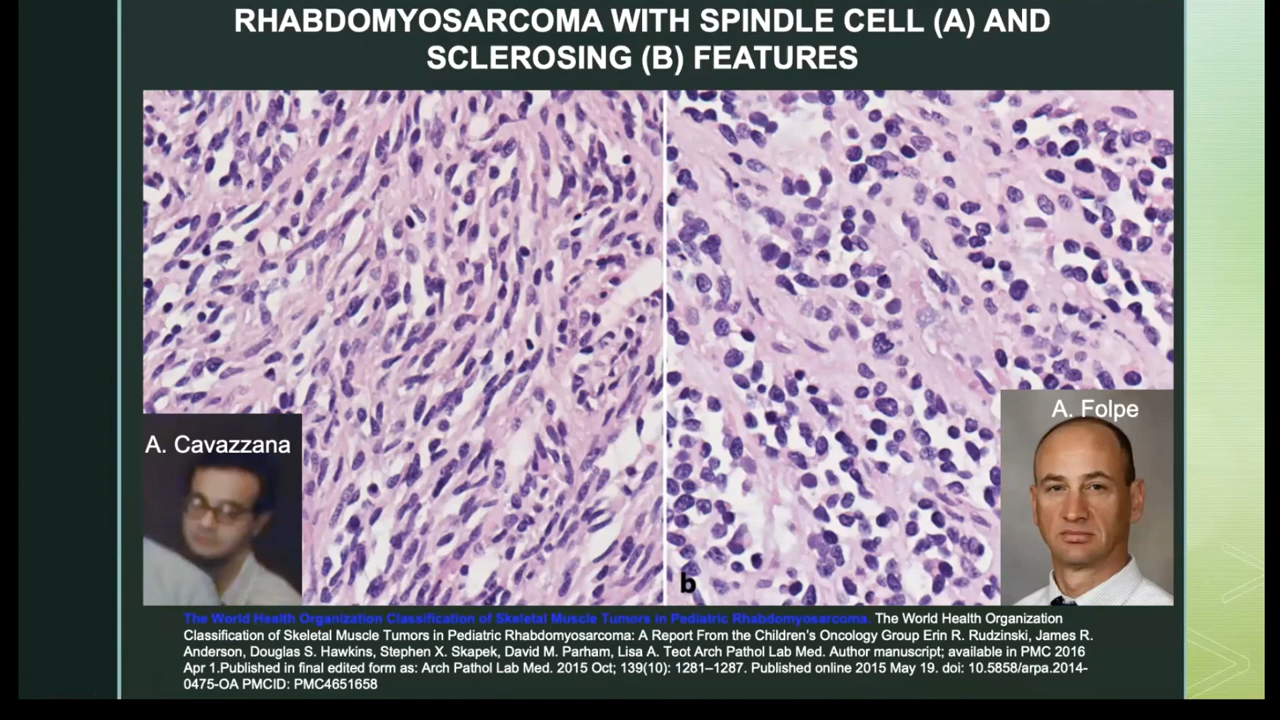 RHABDOMYOSARCOMA WITH SPINDLE CELL (A) AND
SCLEROSING (B) FEATURES
A. Cavazzana
A. Folpe
b
The World Health Organization Classification of Skeletal Muscle Tumors in Pediatric Rhabdomyosarcoma. The World Health Organization
Classification of Skeletal Muscle Tumors in Pediatric Rhabdomyosarcoma: A Report From the Children's Oncology Group Erin R. Rudzinski, James R.
Anderson, Douglas S. Hawkins, Stephen X. Skapek, David M. Parham, Lisa A. Teot Arch Pathol Lab Med. Author manuscript; available in PMC 2016
Apr 1.Published in final edited form as: Arch Pathol Lab Med. 2015 Oct; 139(10): 1281–1287. Published online 2015 May 19. doi: 10.5858/arpa.2014-
0475-OA PMCID: PMC4651658